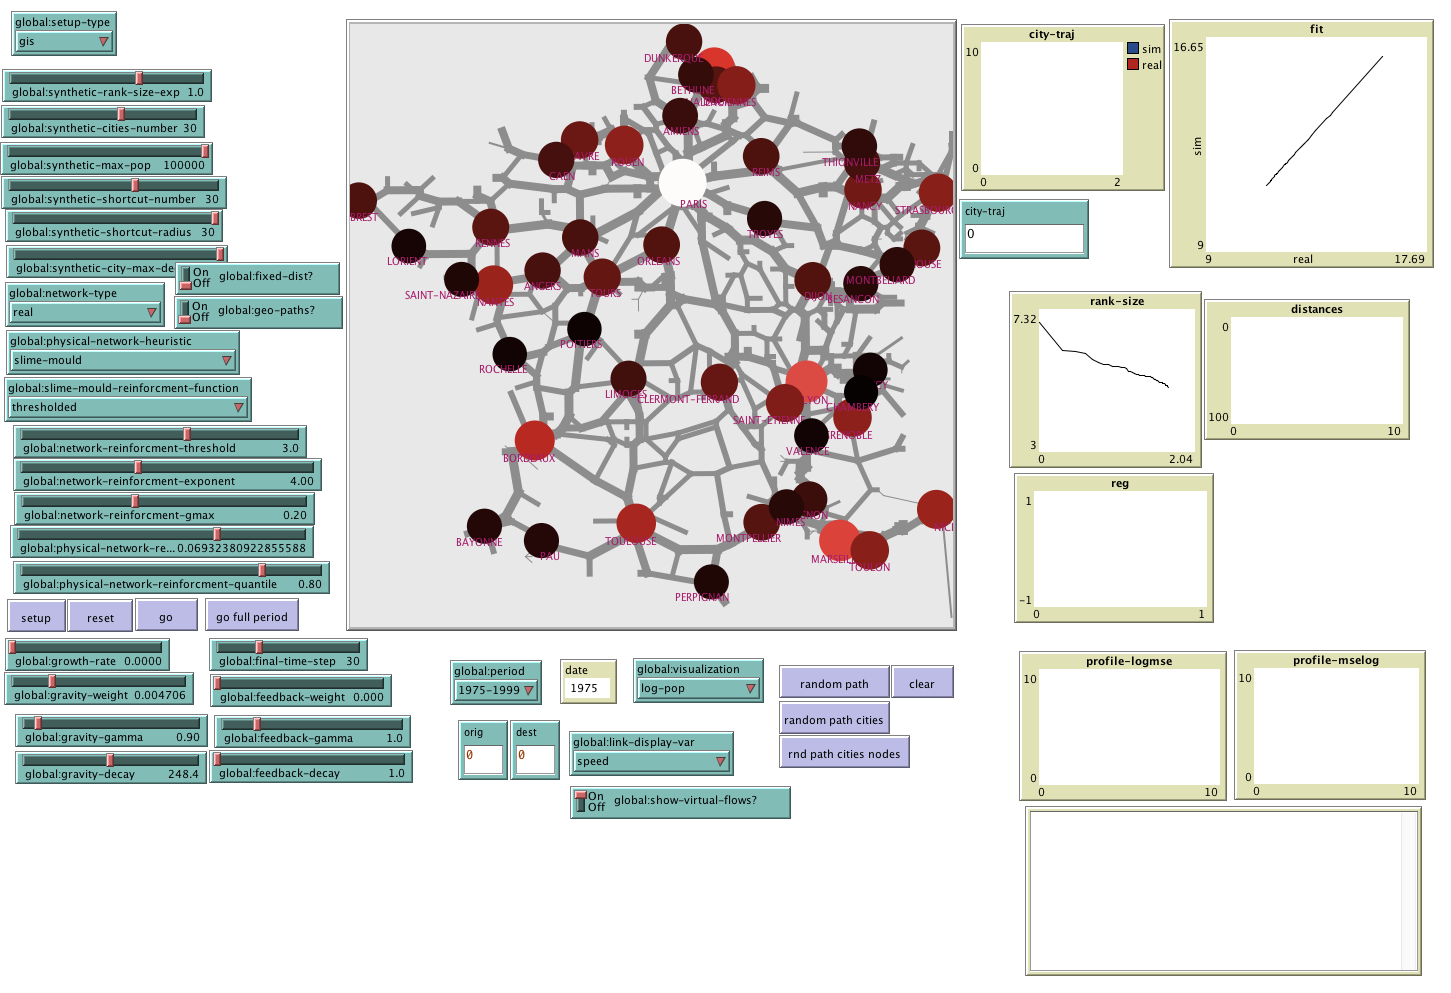 global:setup-type
gis
global:synthetic-rank-size-exp 1.0
global:synthetic-cities-number 30
global:synthetic-max-pop 100000
global:synthetic-shortcut-number 30
global:synthetic-shortcut-radius 30
global:synthetic-city-max-de
On
Off
global:fixed-dist?
global:network-type
real
On
Off
global:geo-paths?
global:physical-network-heuristic
slime-mould
global:slime-mould-reinforcment-function
thresholded
global:network-reinforcment-threshold 3.0
global:network-reinforcment-exponent 4.00
global:network-reinforcment-gmax 0.20
global:physical-network-re... 0.06932380922855588
global:physical-network-reinforcment-quantile 0.80
setup
reset
go
go full period
global:growth-rate 0.0000
global:final-time-step 30
global:gravity-weight 0.004706
global:feedback-weight 0.000
global:gravity-gamma 0.90
global:feedback-gamma 1.0
global:gravity-decay 248.4
global:feedback-decay 1.0
DUNKERQUE
BETHUNE
AMIENS
ROUEN
CAEN
REIMS
THIONVILLE
METZ
NANCY
STRASBOUR
PARIS
BREST
RENNES
LORIENT
MANS
ORLEANS
TROYES
OUSE
MONTBELIARD
BESANCON
DIJON
SAINT-NAZAIR
NANTES
ANGERS
TOURS
POITIERS
ROCHELLE
LIMOGES
CLERMONT-FERRAND
YON
CHAMBERY
SAINT-ETIENNE
GRENOBLE
VALENCE
BORDEAUX
NIMES
GNON
MONTPELLIER
TOULOUSE
BAYONNE
PAU
MARSEILL
TOULON
NICE
PERPIGNAN
global:period
1975-1999
date
1975
global:visualization
log-pop
random path
clear
random path cities
rnd path cities nodes
orig
0
dest
0
global:link-display-var
speed
On
Off
global:show-virtual-flows?
city-traj
10
0
0
2
sim
real
city-traj
0
fit
16.65
sim
9
9
real
17.69
rank-size
7.32
3
0
2.04
distances
0
100
0
10
reg
1
-1
0
1
profile-logmse
10
0
0
10
profile-mselog
10
0
0
10